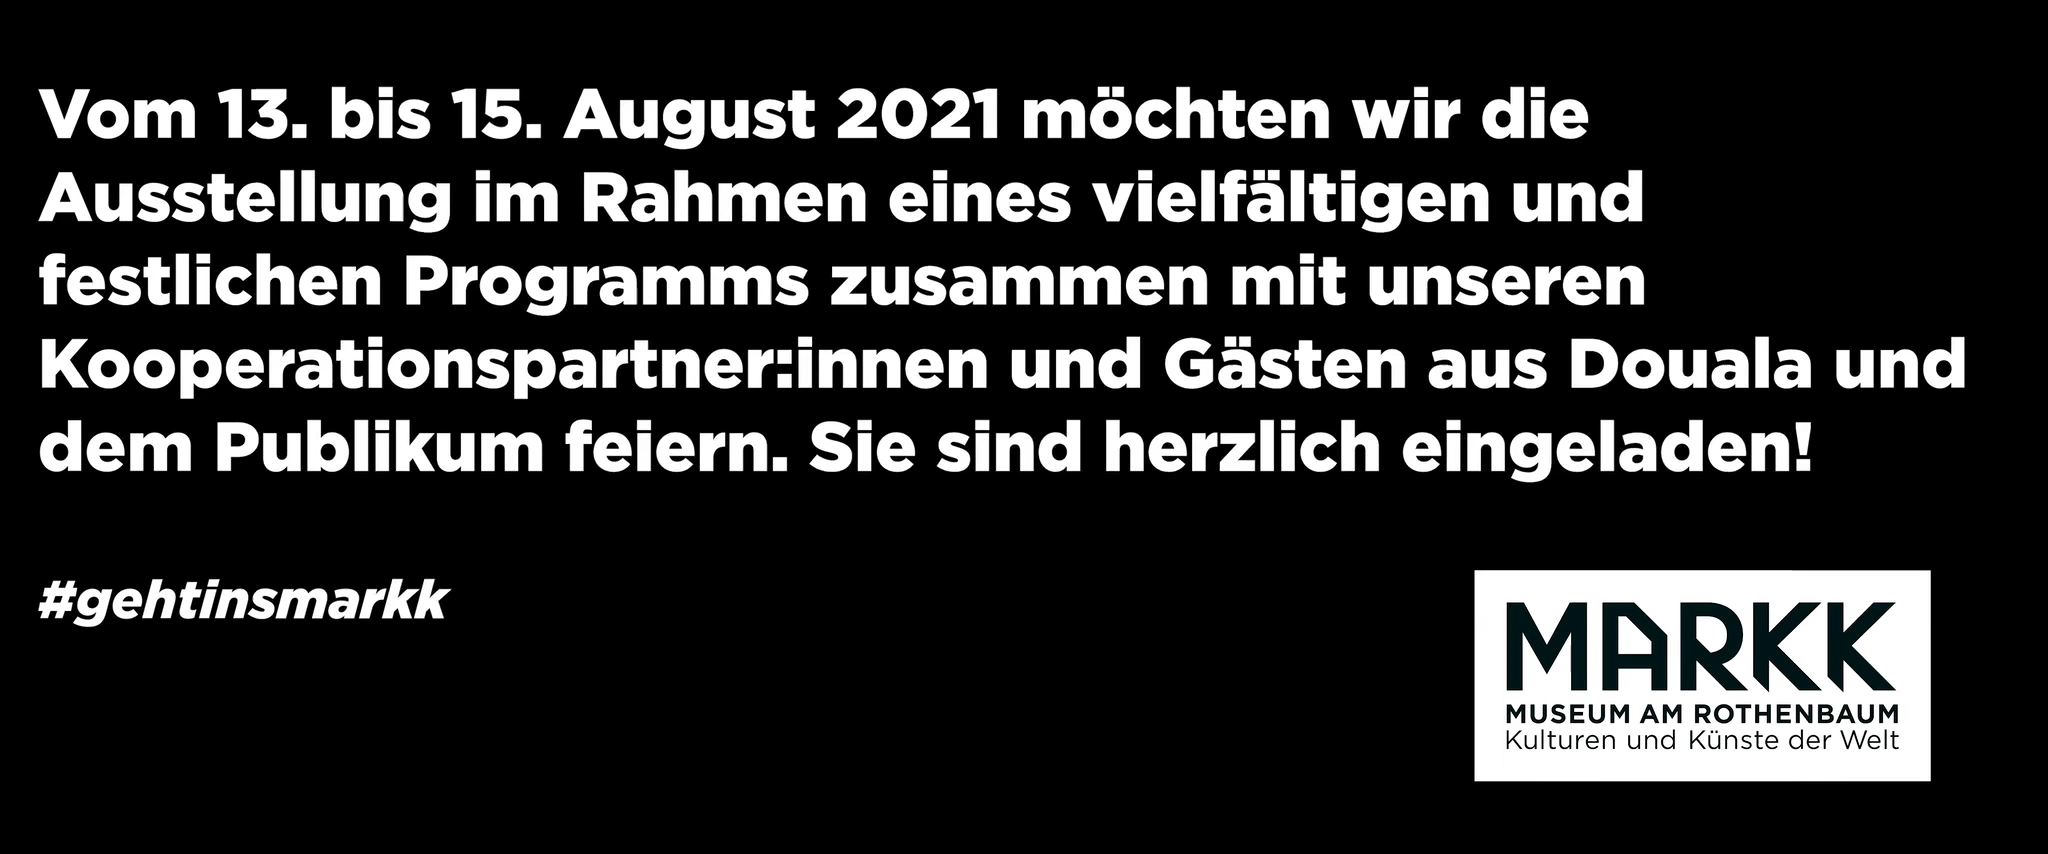 Vom 13. bis 15. August 2021 möchten wir die
Ausstellung im Rahmen eines vielfältigen und
festlichen Programms zusammen mit unseren
Kooperationspartner:innen und Gästen aus Douala und
dem Publikum feiern. Sie sind herzlich eingeladen!
#gehtinsmarkk
MARKK
MUSEUM AM ROTHENBAUM
Kulturen und Künste der Welt